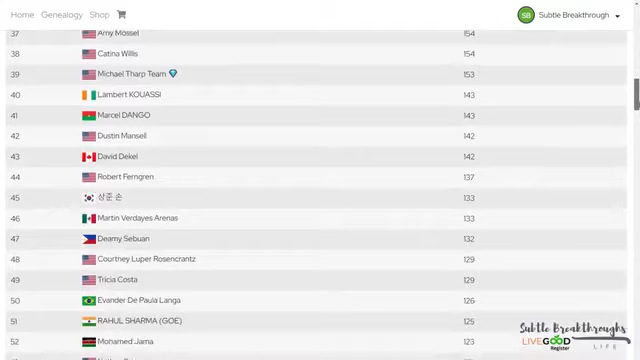 Home Genealogy Shop SB Subtle Breakthrough
37 Amy Mossel 154
38 Catina Willis 154
39 Michael Tharp Team 153
40 Lambert KOUASSI 143
41 Marcel DANGO 143
42 Dustin Mansell 142
43 David Dekel 142
44 Robert Ferngren 137
45 상준 손 133
46 Martin Verdayes Arenas 133
47 Deamy Sebuan 132
48 Courtney Luper Rosencrantz 129
49 Tricia Costa 129
50 Evander De Paula Langa 126
51 RAHUL SHARMA (GOE) 125
52 Mohamed Jama 123
Subtle Breakthroughs
LIVEGOOD
Register
LIFE